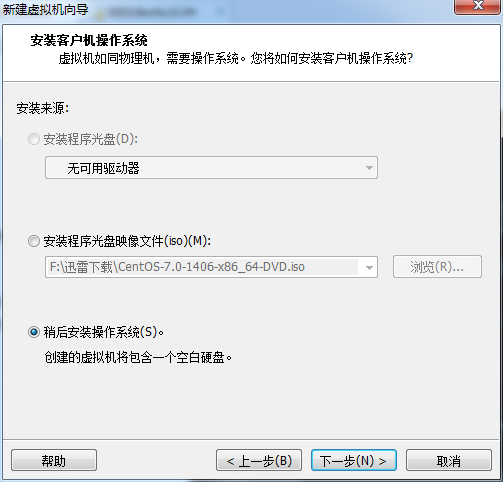 新建虚拟机向导
安装客户机操作系统
虚拟机如同物理机，需要操作系统。您将如何安装客户机操作系统?
安装来源:
安装程序光盘(D):
无可用驱动器
安装程序光盘映像文件(iso)(M):
F:\迅雷下载\CentOS-7.0-1406-x86_64-DVD.iso
浏览(R)...
稍后安装操作系统(S)。
创建的虚拟机将包含一个空白硬盘。
帮助
< 上一步(B)
下一步(N) >
取消